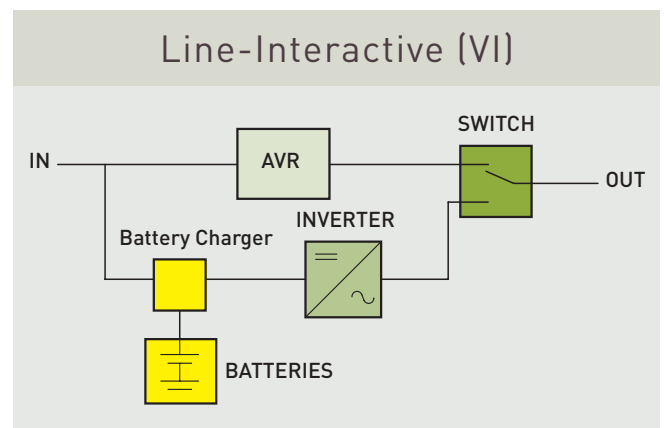 Line-Interactive (VI)
SWITCH
IN
AVR
OUT
INVERTER
Battery Charger
BATTERIES